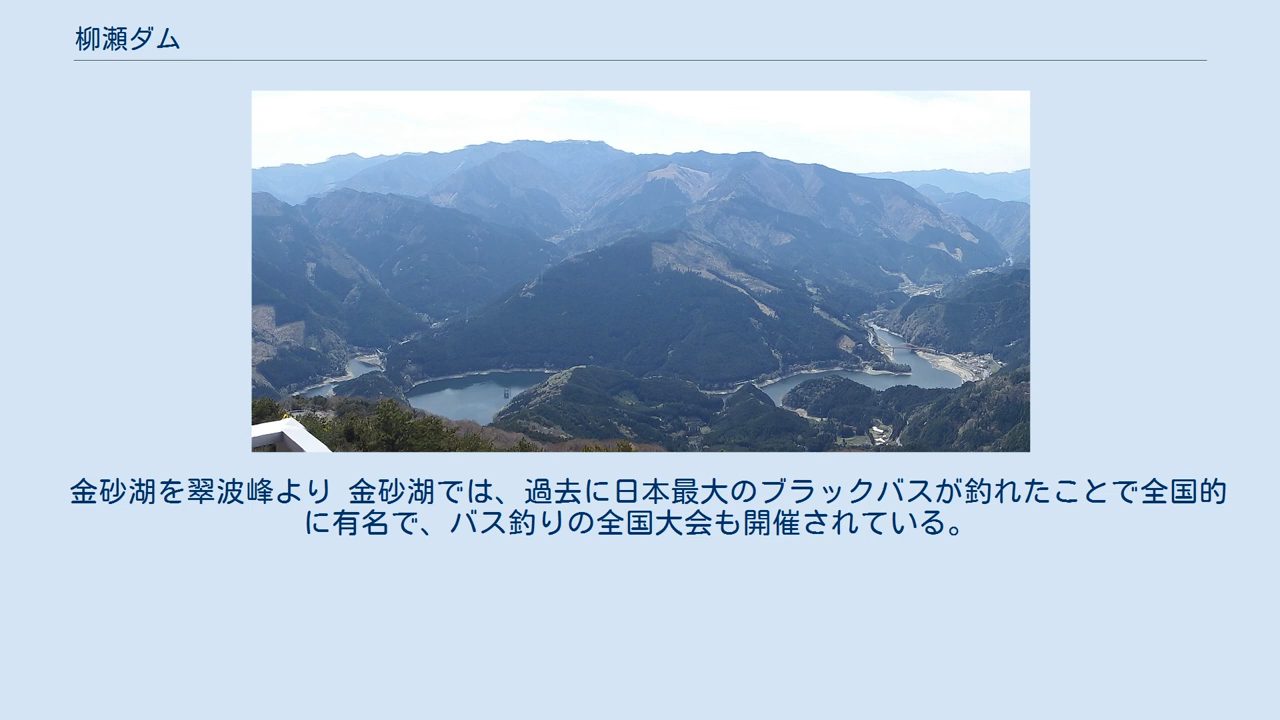 柳瀬ダム
金砂湖を翠波峰より 金砂湖では、過去に日本最大のブラックバスが釣れたことで全国的
に有名で、バス釣りの全国大会も開催されている。